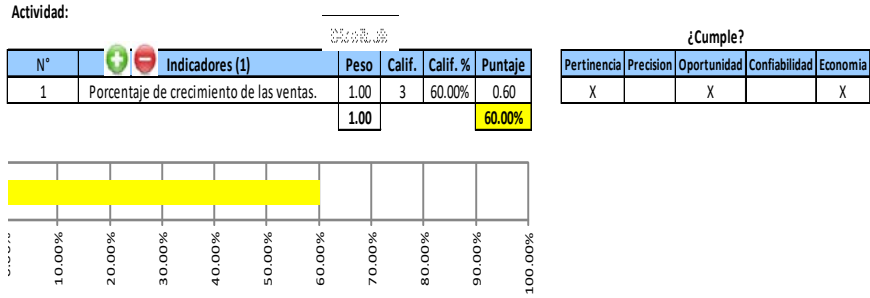 Actividad:
¿Cumple?
N° Indicadores (1) Peso Calif. Calif. % Puntaje Pertinencia Precision Oportunidad Confiabilidad Economia
1 Porcentaje de crecimiento de las ventas. 1.00 3 60.00% 0.60 X X X
1.00 60.00%
10.00% 20.00% 30.00% 40.00% 50.00% 60.00% 70.00% 80.00% 90.00% 100.00%